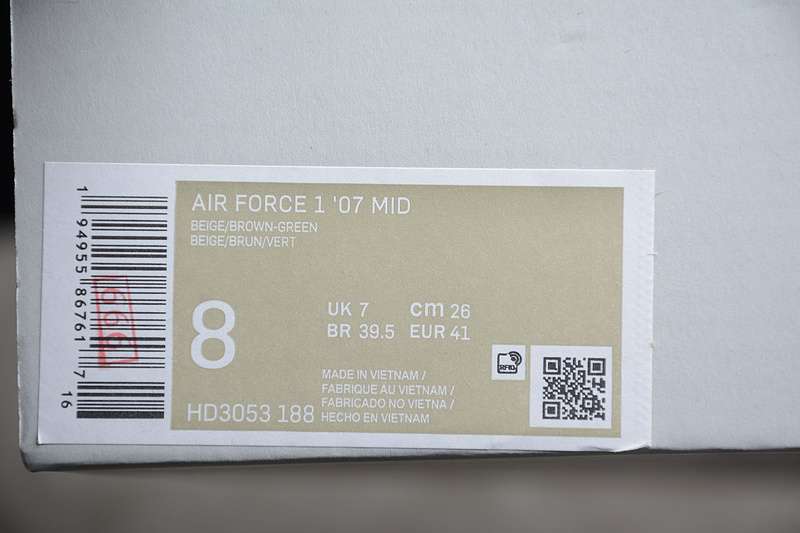 AIR FORCE 1 '07 MID
BEIGE/BROWN-GREEN
BEIGE/BRUN/VERT
8
UK 7 cm 26
BR 39.5 EUR 41
MADE IN VIETNAM /
FABRIQUE AU VIETNAM /
FABRICADO NO VIETNA /
HECHO EN VIETNAM
HD3053 188
RFID
1 94955 86761 7
16
666